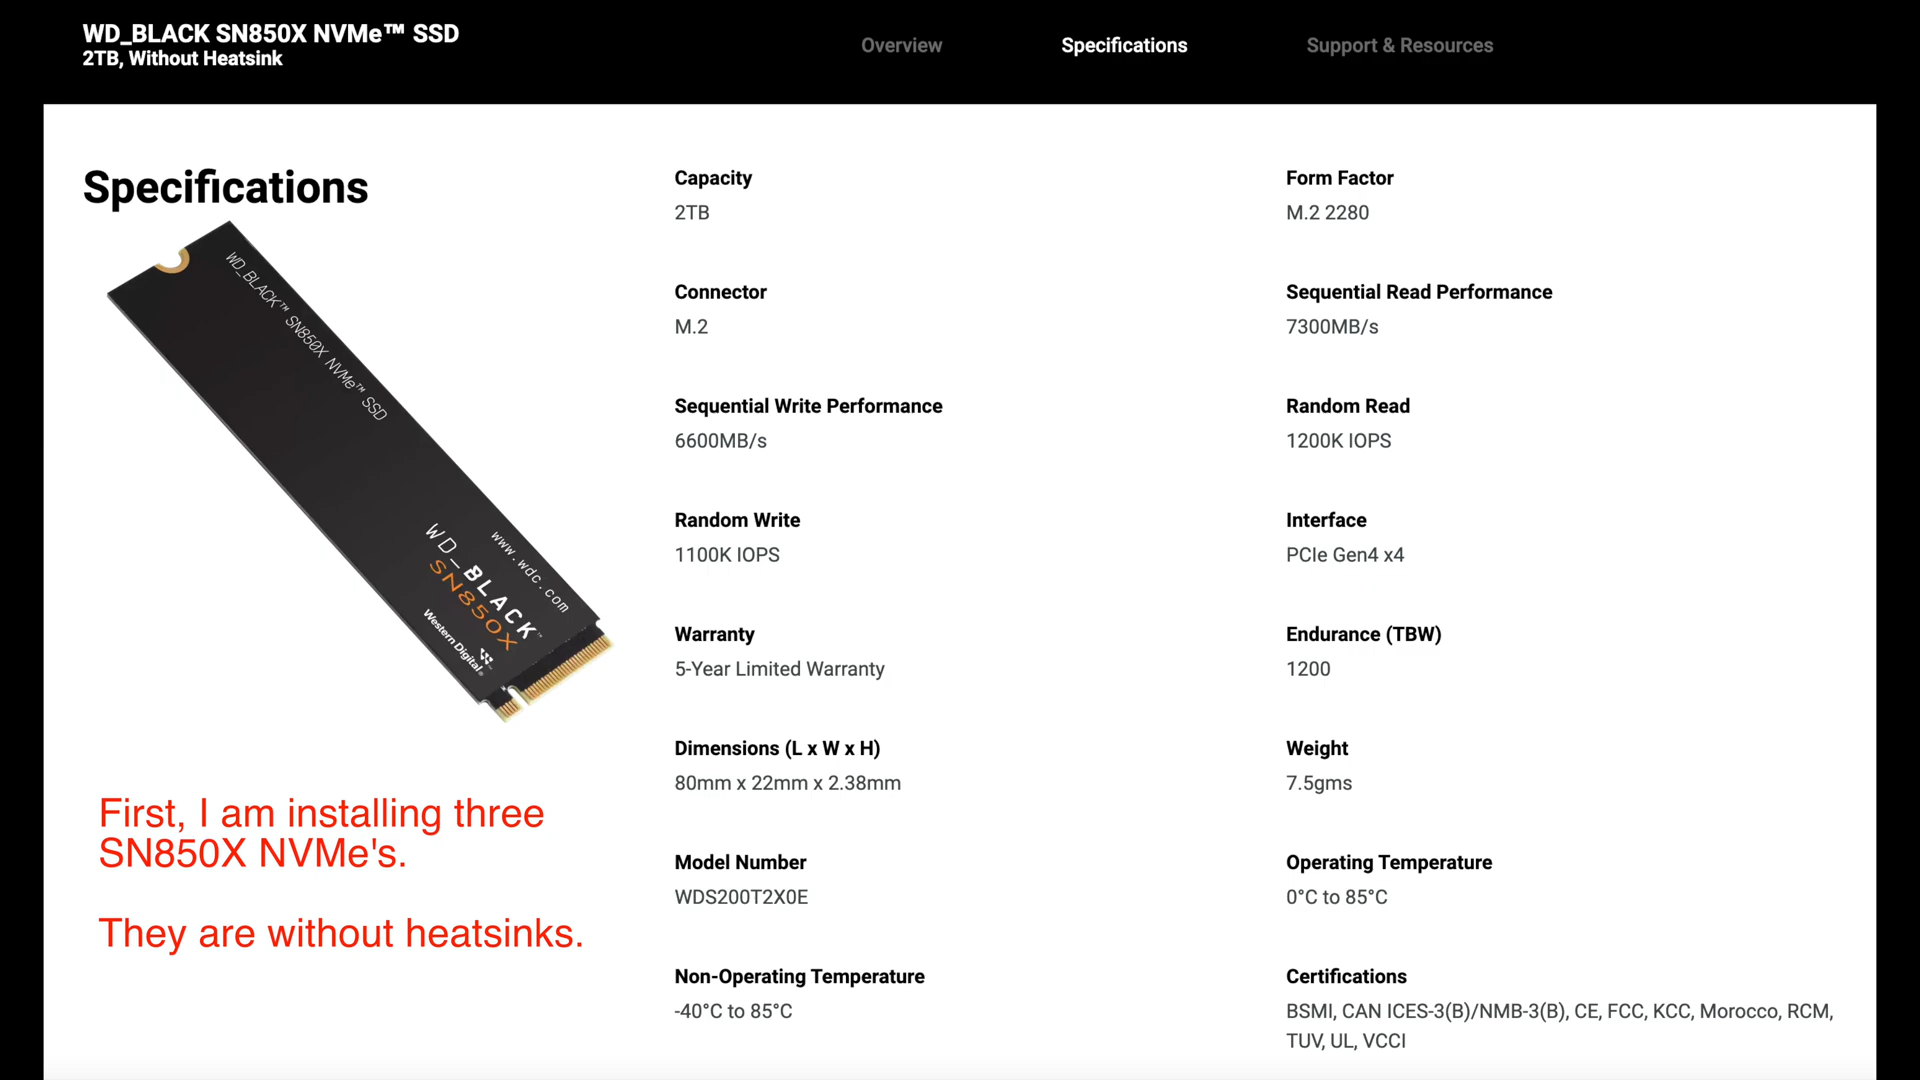 WD_BLACK SN850X NVMe™ SSD
2TB, Without Heatsink
Overview
Specifications
Support & Resources
Specifications
WD_BLACK™ SN850X NVMe™ SSD
www.wdc.com
WD_BLACK™
SN850X
Western Digital®
Capacity
2TB
Form Factor
M.2 2280
Connector
M.2
Sequential Read Performance
7300MB/s
Sequential Write Performance
6600MB/s
Random Read
1200K IOPS
Random Write
1100K IOPS
Interface
PCIe Gen4 x4
Warranty
5-Year Limited Warranty
Endurance (TBW)
1200
Dimensions (L x W x H)
80mm x 22mm x 2.38mm
Weight
7.5gms
Model Number
WDS200T2X0E
Operating Temperature
0°C to 85°C
Non-Operating Temperature
-40°C to 85°C
Certifications
BSMI, CAN ICES-3(B)/NMB-3(B), CE, FCC, KCC, Morocco, RCM,
TUV, UL, VCCI
First, I am installing three
SN850X NVMe's.
They are without heatsinks.